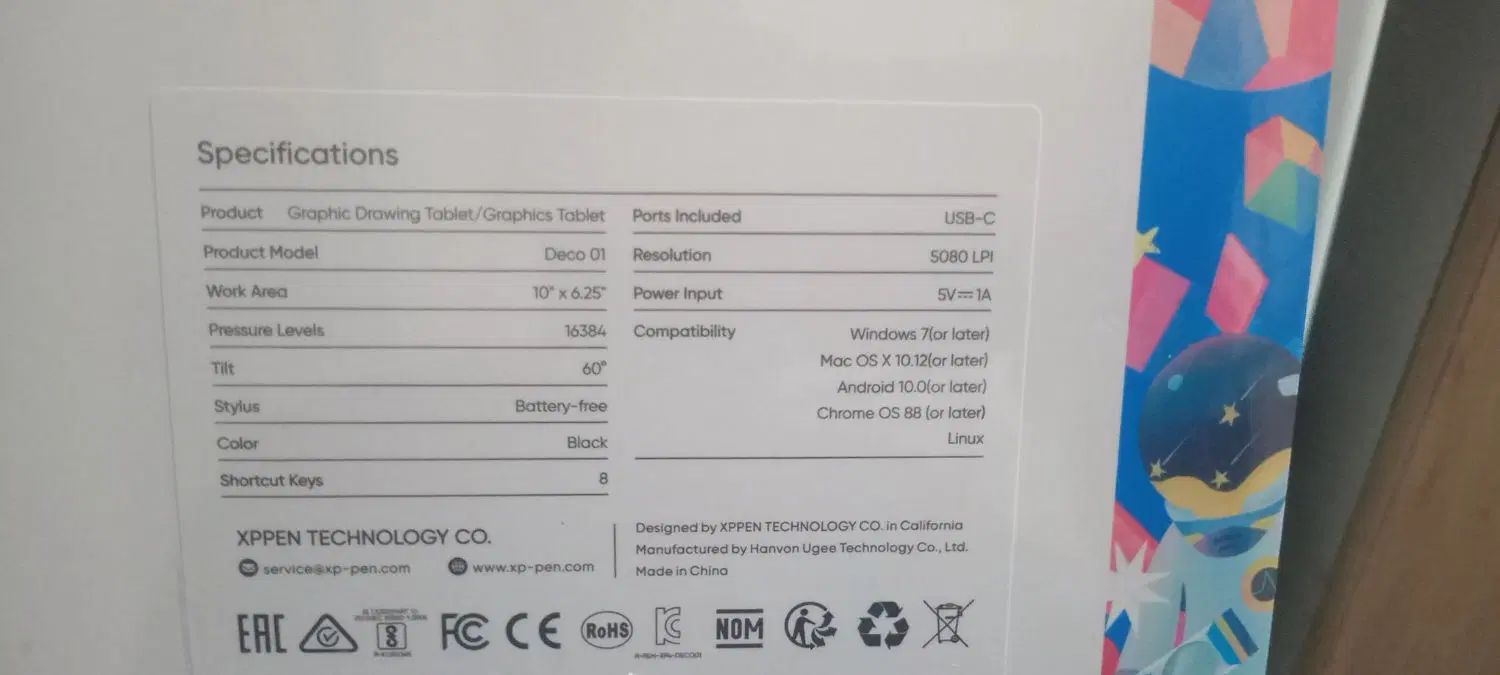 Specifications
Product Graphic Drawing Tablet/Graphics Tablet
Product Model Deco 01
Work Area 10" x 6.25"
Pressure Levels 16384
Tilt 60°
Stylus Battery-free
Color Black
Shortcut Keys 8
Ports Included USB-C
Resolution 5080 LPI
Power Input 5V⎓1A
Compatibility Windows 7(or later)
Mac OS X 10.12(or later)
Android 10.0(or later)
Chrome OS 88 (or later)
Linux
XPPEN TECHNOLOGY CO.
service@xp-pen.com www.xp-pen.com
Designed by XPPEN TECHNOLOGY CO. in California
Manufactured by Hanvon Ugee Technology Co., Ltd.
Made in China
EAC FC CE RoHS KC NOM